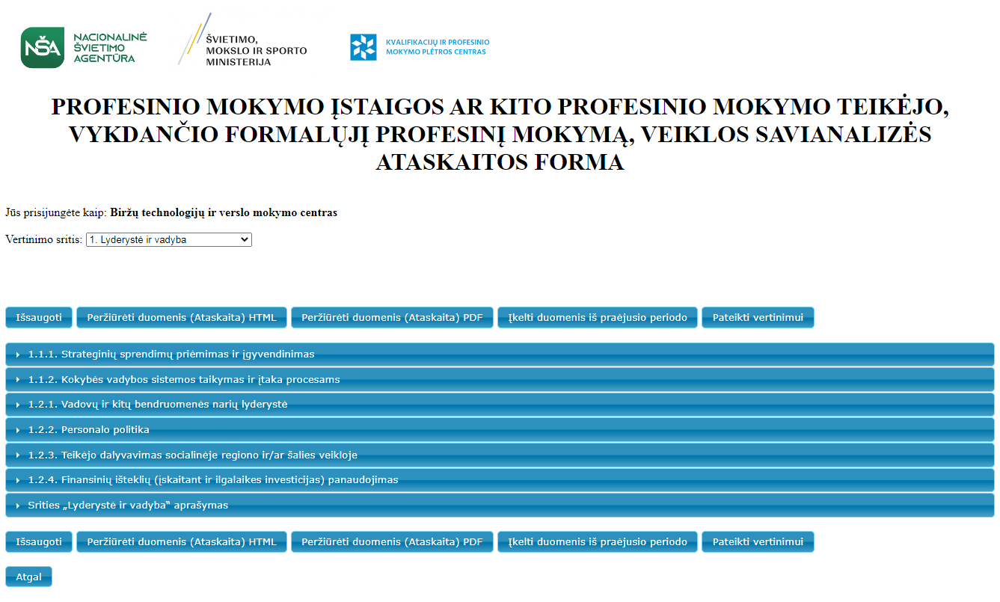 NŠA
NACIONALINĖ
ŠVIETIMO
AGENTŪRA
ŠVIETIMO,
MOKSLO IR SPORTO
MINISTERIJA
KVALIFIKACIJŲ IR PROFESINIO
MOKYMO PLĖTROS CENTRAS
PROFESINIO MOKYMO ĮSTAIGOS AR KITO PROFESINIO MOKYMO TEIKĖJO,
VYKDANČIO FORMALŲJĮ PROFESINĮ MOKYMĄ, VEIKLOS SAVIANALIZĖS
ATASKAITOS FORMA
Jūs prisijungėte kaip: Biržų technologijų ir verslo mokymo centras
Vertinimo sritis: 1. Lyderystė ir vadyba
Išsaugoti Peržiūrėti duomenis (Ataskaita) HTML Peržiūrėti duomenis (Ataskaita) PDF Įkelti duomenis iš praėjusio periodo Pateikti vertinimui
1.1.1. Strateginių sprendimų priėmimas ir įgyvendinimas
1.1.2. Kokybės vadybos sistemos taikymas ir įtaka procesams
1.2.1. Vadovų ir kitų bendruomenės narių lyderystė
1.2.2. Personalo politika
1.2.3. Teikėjo dalyvavimas socialinėje regiono ir/ar šalies veikloje
1.2.4. Finansinių išteklių (įskaitant ir ilgalaikes investicijas) panaudojimas
Srities „Lyderystė ir vadyba“ aprašymas
Išsaugoti Peržiūrėti duomenis (Ataskaita) HTML Peržiūrėti duomenis (Ataskaita) PDF Įkelti duomenis iš praėjusio periodo Pateikti vertinimui
Atgal